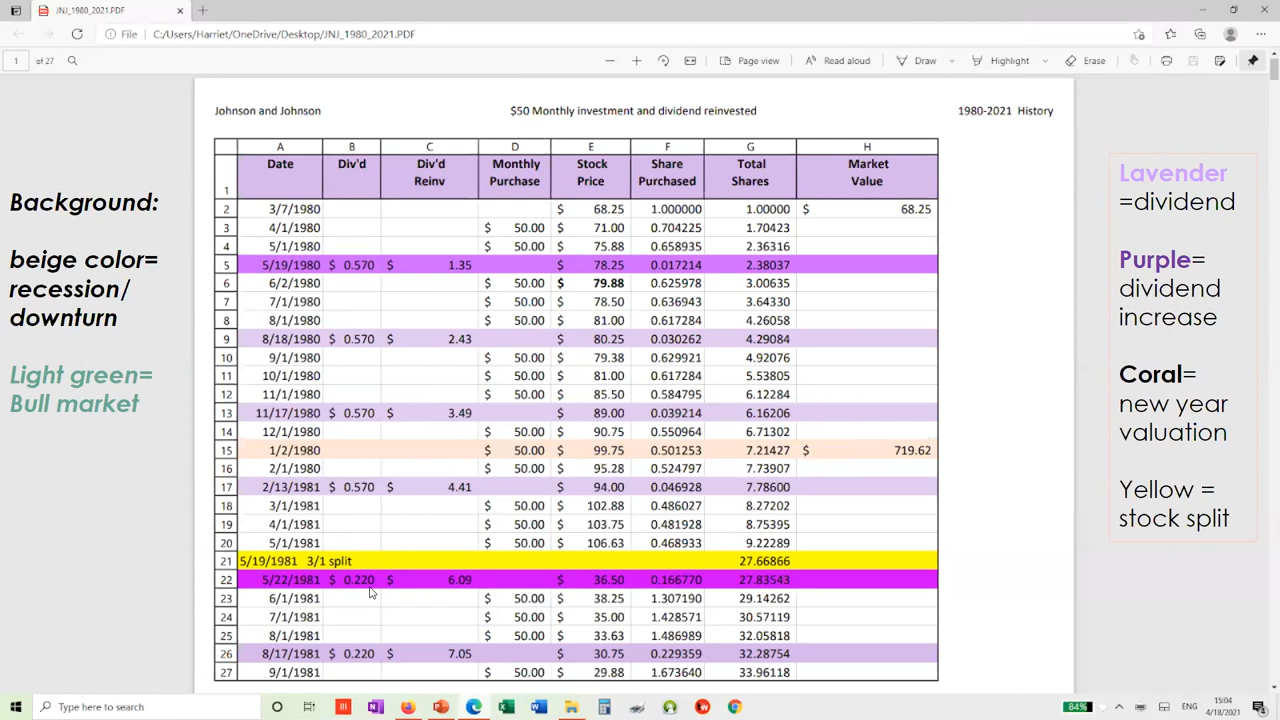 JNJ_1980_2021.PDF
File C:/Users/Harriet/OneDrive/Desktop/JNJ_1980_2021.PDF
1 of 27 Page view Read aloud Draw Highlight Erase
Johnson and Johnson $50 Monthly investment and dividend reinvested 1980-2021 History
Background:
beige color=
recession/
downturn
Light green=
Bull market
A B C D E F G H
Date Div'd Div'd Monthly Stock Share Total Market
1 Reinv Purchase Price Purchased Shares Value
2 3/7/1980 $ 68.25 1.000000 1.00000 $ 68.25
3 4/1/1980 $ 50.00 $ 71.00 0.704225 1.70423
4 5/1/1980 $ 50.00 $ 75.88 0.658935 2.36316
5 5/19/1980 $ 0.570 $ 1.35 $ 78.25 0.017214 2.38037
6 6/2/1980 $ 50.00 $ 79.88 0.625978 3.00635
7 7/1/1980 $ 50.00 $ 78.50 0.636943 3.64330
8 8/1/1980 $ 50.00 $ 81.00 0.617284 4.26058
9 8/18/1980 $ 0.570 $ 2.43 $ 80.25 0.030262 4.29084
10 9/1/1980 $ 50.00 $ 79.38 0.629921 4.92076
11 10/1/1980 $ 50.00 $ 81.00 0.617284 5.53805
12 11/1/1980 $ 50.00 $ 85.50 0.584795 6.12284
13 11/17/1980 $ 0.570 $ 3.49 $ 89.00 0.039214 6.16206
14 12/1/1980 $ 50.00 $ 90.75 0.550964 6.71302
15 1/2/1980 $ 50.00 $ 99.75 0.501253 7.21427 $ 719.62
16 2/1/1980 $ 50.00 $ 95.28 0.524797 7.73907
17 2/13/1981 $ 0.570 $ 4.41 $ 94.00 0.046928 7.78600
18 3/1/1981 $ 50.00 $ 102.88 0.486027 8.27202
19 4/1/1981 $ 50.00 $ 103.75 0.481928 8.75395
20 5/1/1981 $ 50.00 $ 106.63 0.468933 9.22289
21 5/19/1981 3/1 split 27.66866
22 5/22/1981 $ 0.220 $ 6.09 $ 36.50 0.166770 27.83543
23 6/1/1981 $ 50.00 $ 38.25 1.307190 29.14262
24 7/1/1981 $ 50.00 $ 35.00 1.428571 30.57119
25 8/1/1981 $ 50.00 $ 33.63 1.486989 32.05818
26 8/17/1981 $ 0.220 $ 7.05 $ 30.75 0.229359 32.28754
27 9/1/1981 $ 50.00 $ 29.88 1.673640 33.96118
Lavender
=dividend
Purple=
dividend
increase
Coral=
new year
valuation
Yellow =
stock split
Type here to search
84% ENG 15:04
4/18/2021